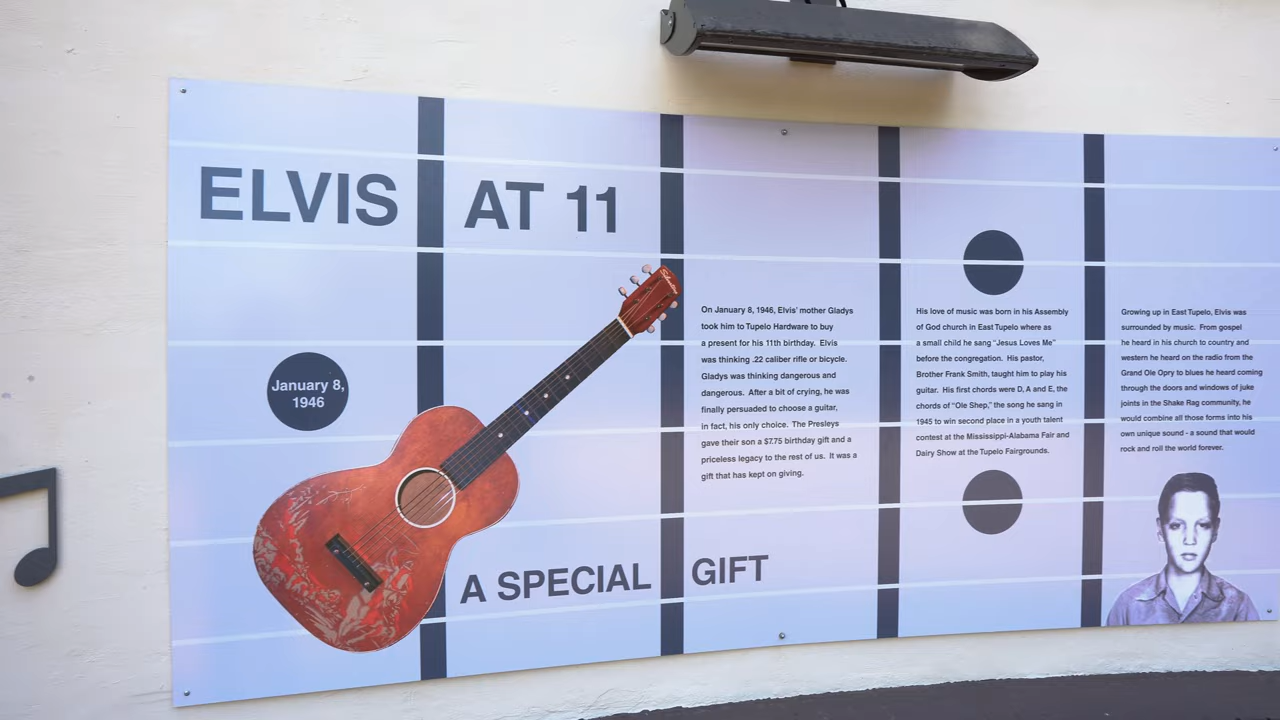 ELVIS AT 11
January 8,
1946
A SPECIAL GIFT
On January 8, 1946, Elvis' mother Gladys
took him to Tupelo Hardware to buy
a present for his 11th birthday. Elvis
was thinking .22 caliber rifle or bicycle.
Gladys was thinking dangerous and
dangerous. After a bit of crying, he was
finally persuaded to choose a guitar,
in fact, his only choice. The Presleys
gave their son a $7.75 birthday gift and a
priceless legacy to the rest of us. It was a
gift that has kept on giving.
His love of music was born in his Assembly
of God church in East Tupelo where as
a small child he sang "Jesus Loves Me"
before the congregation. His pastor,
Brother Frank Smith, taught him to play his
guitar. His first chords were D, A and E, the
chords of "Ole Shep," the song he sang in
1945 to win second place in a youth talent
contest at the Mississippi-Alabama Fair and
Dairy Show at the Tupelo Fairgrounds.
Growing up in East Tupelo, Elvis was
surrounded by music. From gospel
he heard in his church to country and
western he heard on the radio from the
Grand Ole Opry to blues he heard coming
through the doors and windows of juke
joints in the Shake Rag community, he
would combine all those forms into his
own unique sound - a sound that would
rock and roll the world forever.